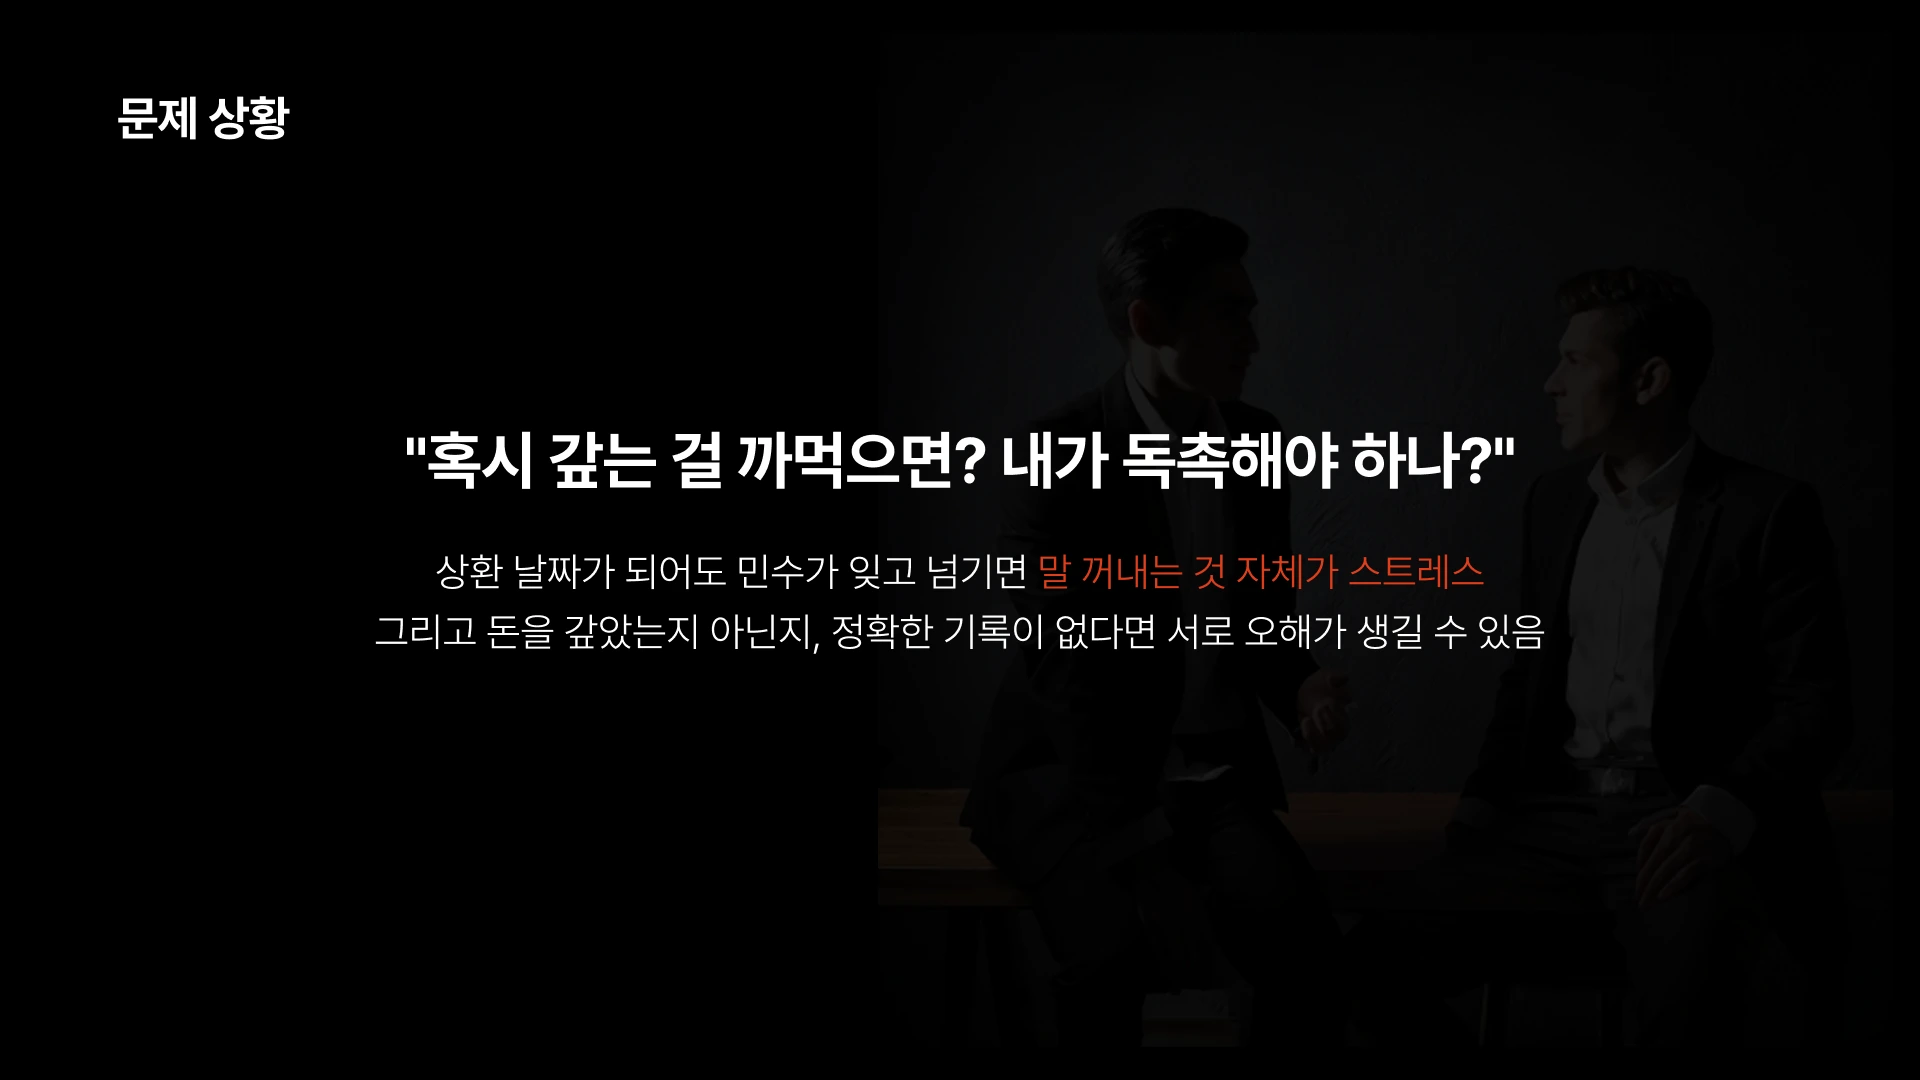 문제 상황
"혹시 갚는 걸 까먹으면? 내가 독촉해야 하나?"
상환 날짜가 되어도 민수가 잊고 넘기면 말 꺼내는 것 자체가 스트레스
그리고 돈을 갚았는지 아닌지, 정확한 기록이 없다면 서로 오해가 생길 수 있음